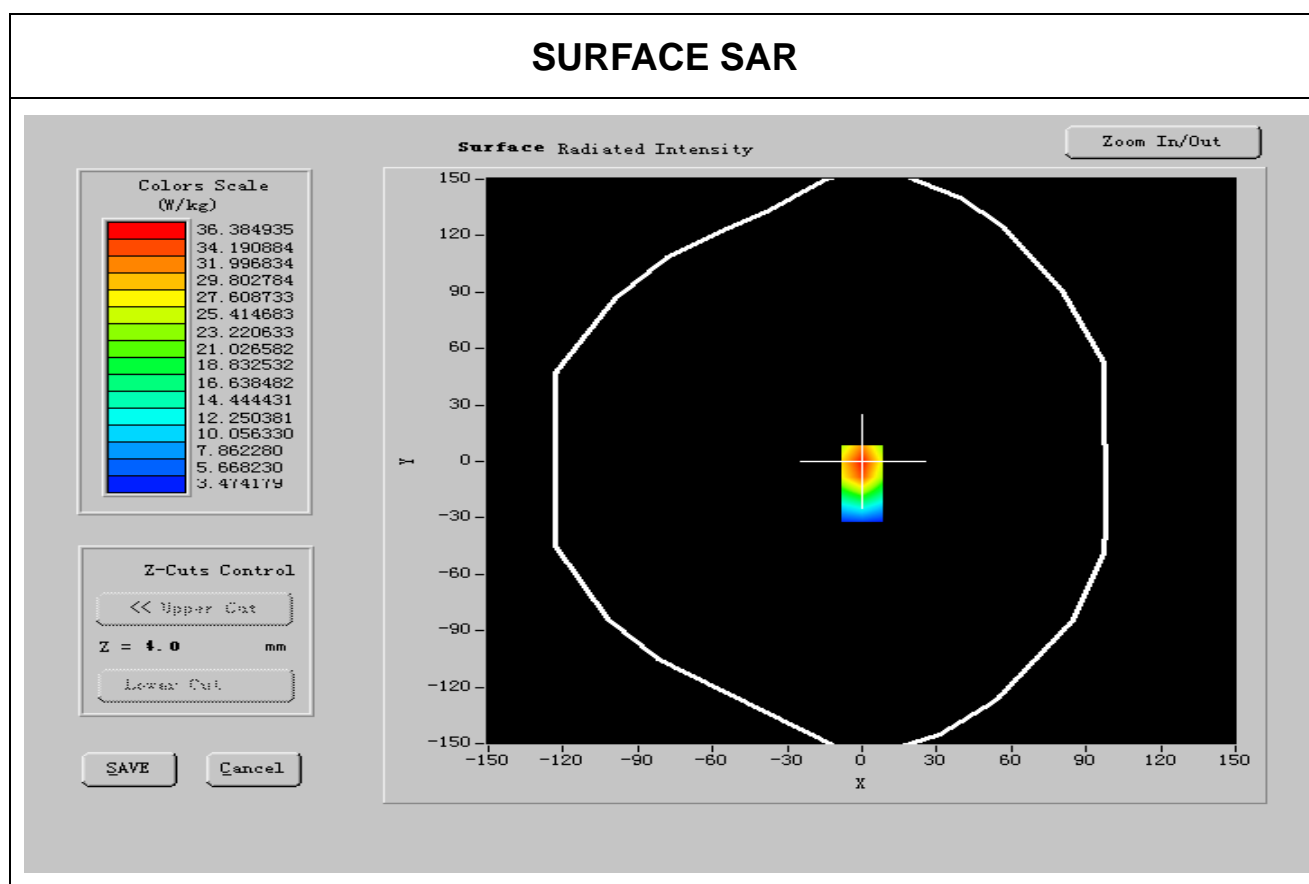 SURFACE SAR
Surface Radiated Intensity
Zoom In/Out
Colors Scale
(W/kg)
36.384935
34.190884
31.996834
29.802784
27.608733
25.414683
23.220633
21.026582
18.832532
16.638482
14.444431
12.250381
10.056330
7.862280
5.668230
3.474179
Z-Cuts Control
<< Upper Cut
Z = 4.0 mm
Lower Cut
SAVE
Cancel
150
120
90
60
30
0
-30
-60
-90
-120
-150
Y
-150 -120 -90 -60 -30 0 30 60 90 120 150
X